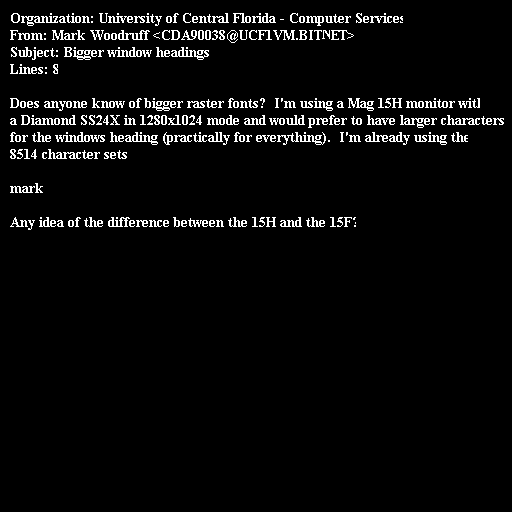 Organization: University of Central Florida - Computer Services
From: Mark Woodruff <CDA90038@UCF1VM.BITNET>
Subject: Bigger window headings
Lines: 8

Does anyone know of bigger raster fonts?  I'm using a Mag 15H monitor with
a Diamond SS24X in 1280x1024 mode and would prefer to have larger characters
for the windows heading (practically for everything).  I'm already using the
8514 character sets

mark

Any idea of the difference between the 15H and the 15F?